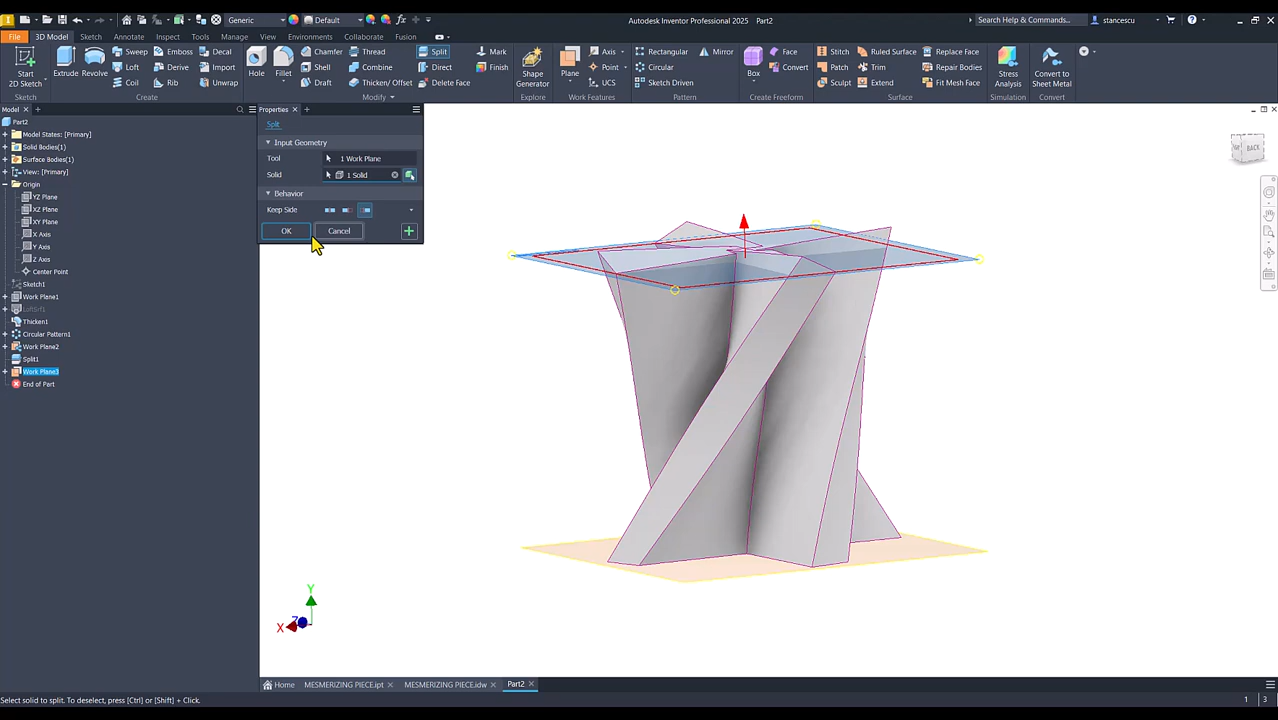 Generic
Default
fx
Autodesk Inventor Professional 2025 Part2
Search Help & Commands...
stancescu
File
3D Model
Sketch
Annotate
Inspect
Tools
Manage
View
Environments
Collaborate
Fusion
Start 2D Sketch
Extrude
Revolve
Sweep
Loft
Coil
Emboss
Derive
Rib
Decal
Import
Unwrap
Hole
Fillet
Chamfer
Shell
Draft
Thread
Combine
Thicken/ Offset
Split
Direct
Delete Face
Mark
Finish
Shape Generator
Plane
Axis
Point
UCS
Rectangular
Circular
Sketch Driven
Mirror
Box
Face
Convert
Stitch
Patch
Sculpt
Ruled Surface
Trim
Extend
Replace Face
Repair Bodies
Fit Mesh Face
Stress Analysis
Convert to Sheet Metal
Sketch
Create
Modify
Explore
Work Features
Pattern
Create Freeform
Surface
Simulation
Convert
Model
Part2
Model States: [Primary]
Solid Bodies(1)
Surface Bodies(1)
View: [Primary]
Origin
YZ Plane
XZ Plane
XY Plane
X Axis
Y Axis
Z Axis
Center Point
Sketch1
Work Plane1
LoftSrf1
Thicken1
Circular Pattern1
Work Plane2
Split1
Work Plane3
End of Part
Properties
Split
Input Geometry
Tool 1 Work Plane
Solid 1 Solid
Behavior
Keep Side
OK
Cancel
BACK
Y
X
Z
Home
MESMERIZING PIECE.ipt
MESMERIZING PIECE.idw
Part2
Select solid to split. To deselect, press [Ctrl] or [Shift] + Click.
1 3